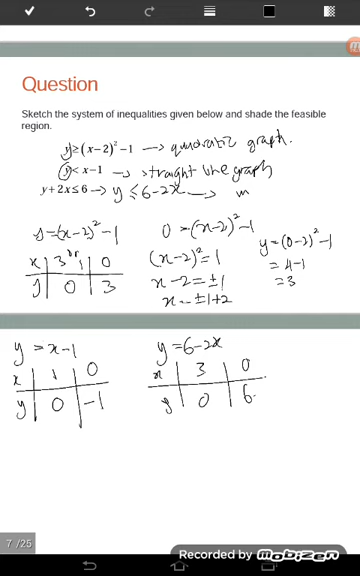 Question
Sketch the system of inequalities given below and shade the feasible
region.
y ≥ (x−2)² −1 → quadratic graph.
y < x−1 → straight line graph
y + 2x ≤ 6 → y ≤ 6−2x →
y = (x−2)² −1
x | 3 or 1 | 0
y | 0 | 3
0 = (x−2)² −1
(x−2)² = 1
x−2 = ±1
x = ±1+2
y = (0−2)² −1
= 4−1
= 3
y = x−1
x | 1 | 0
y | 0 | −1
y = 6−2x
x | 3 | 0
y | 0 | 6
7 /25
Recorded by Mobizen